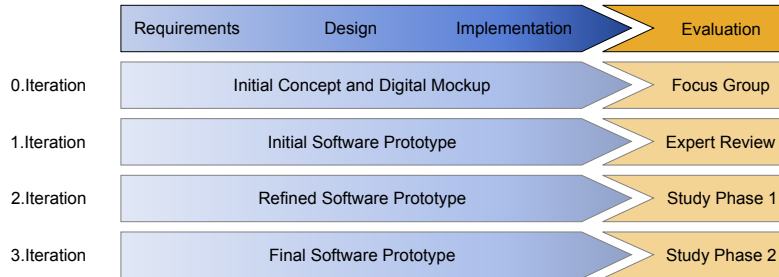 Requirements Design Implementation Evaluation
0.Iteration Initial Concept and Digital Mockup Focus Group
1.Iteration Initial Software Prototype Expert Review
2.Iteration Refined Software Prototype Study Phase 1
3.Iteration Final Software Prototype Study Phase 2